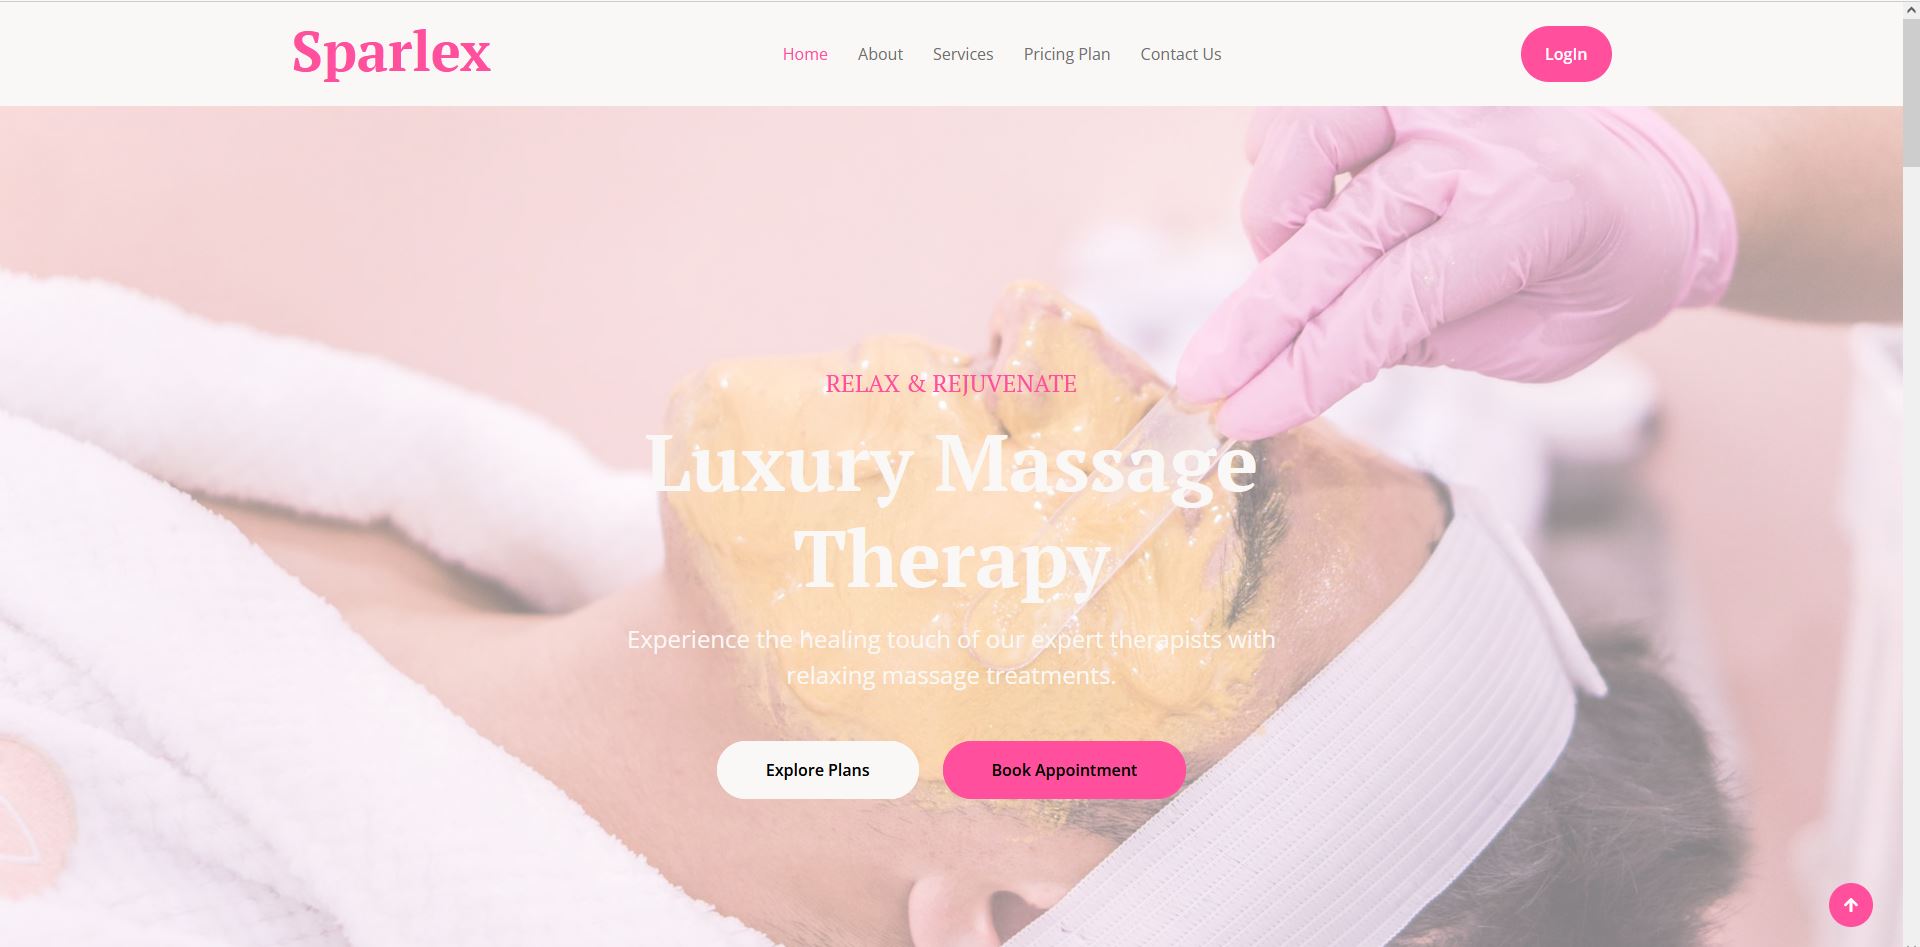 Sparlex
Home About Services Pricing Plan Contact Us LogIn
RELAX & REJUVENATE
Luxury Massage
Therapy
Experience the healing touch of our expert therapists with
relaxing massage treatments.
Explore Plans Book Appointment